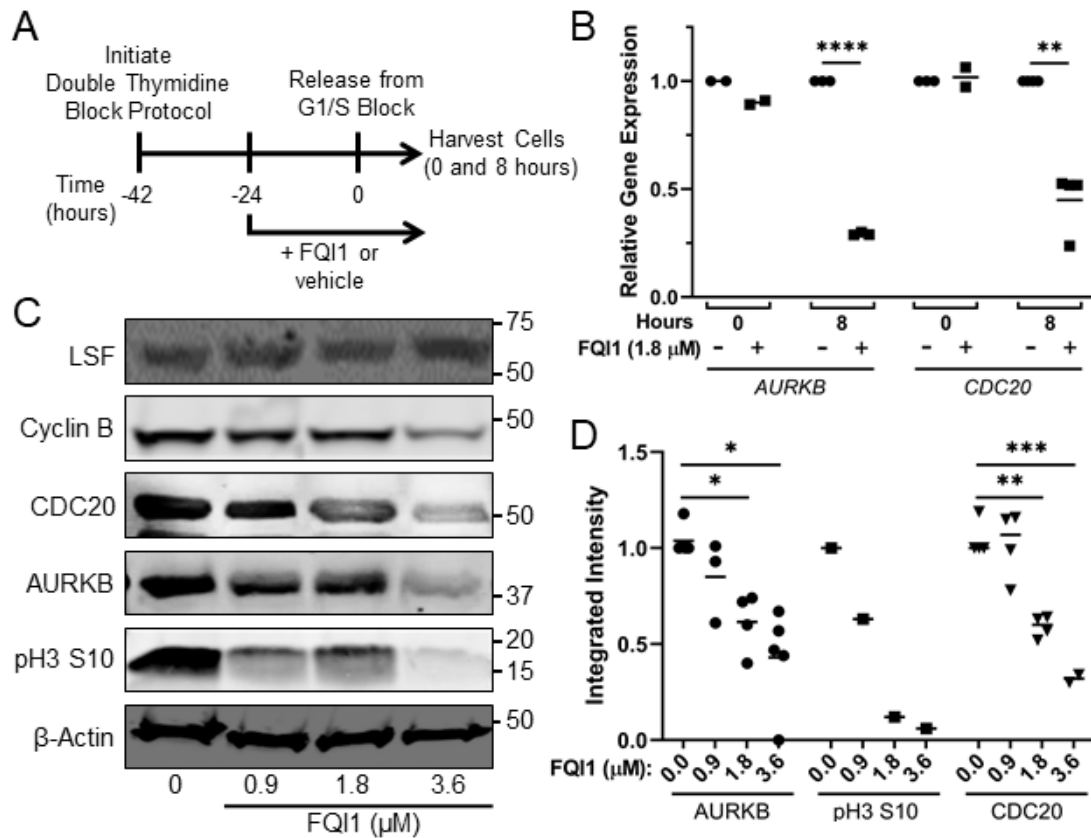 A
Initiate
Double Thymidine
Block Protocol
Release from
G1/S Block
Harvest Cells
(0 and 8 hours)
Time
(hours)
-42
-24
0
+ FQI1 or
vehicle
B
Relative Gene Expression
1.0
0.5
0.0
****
**
Hours
0
8
0
8
FQI1 (1.8 μM)
− + − + − + − +
AURKB
CDC20
C
LSF
75
50
Cyclin B
50
CDC20
50
AURKB
37
pH3 S10
20
15
β-Actin
50
0 0.9 1.8 3.6
FQI1 (μM)
D
Integrated Intensity
1.5
1.0
0.5
0.0
*
*
***
**
FQI1 (μM):
0.0 0.9 1.8 3.6 0.0 0.9 1.8 3.6 0.0 0.9 1.8 3.6
AURKB pH3 S10 CDC20